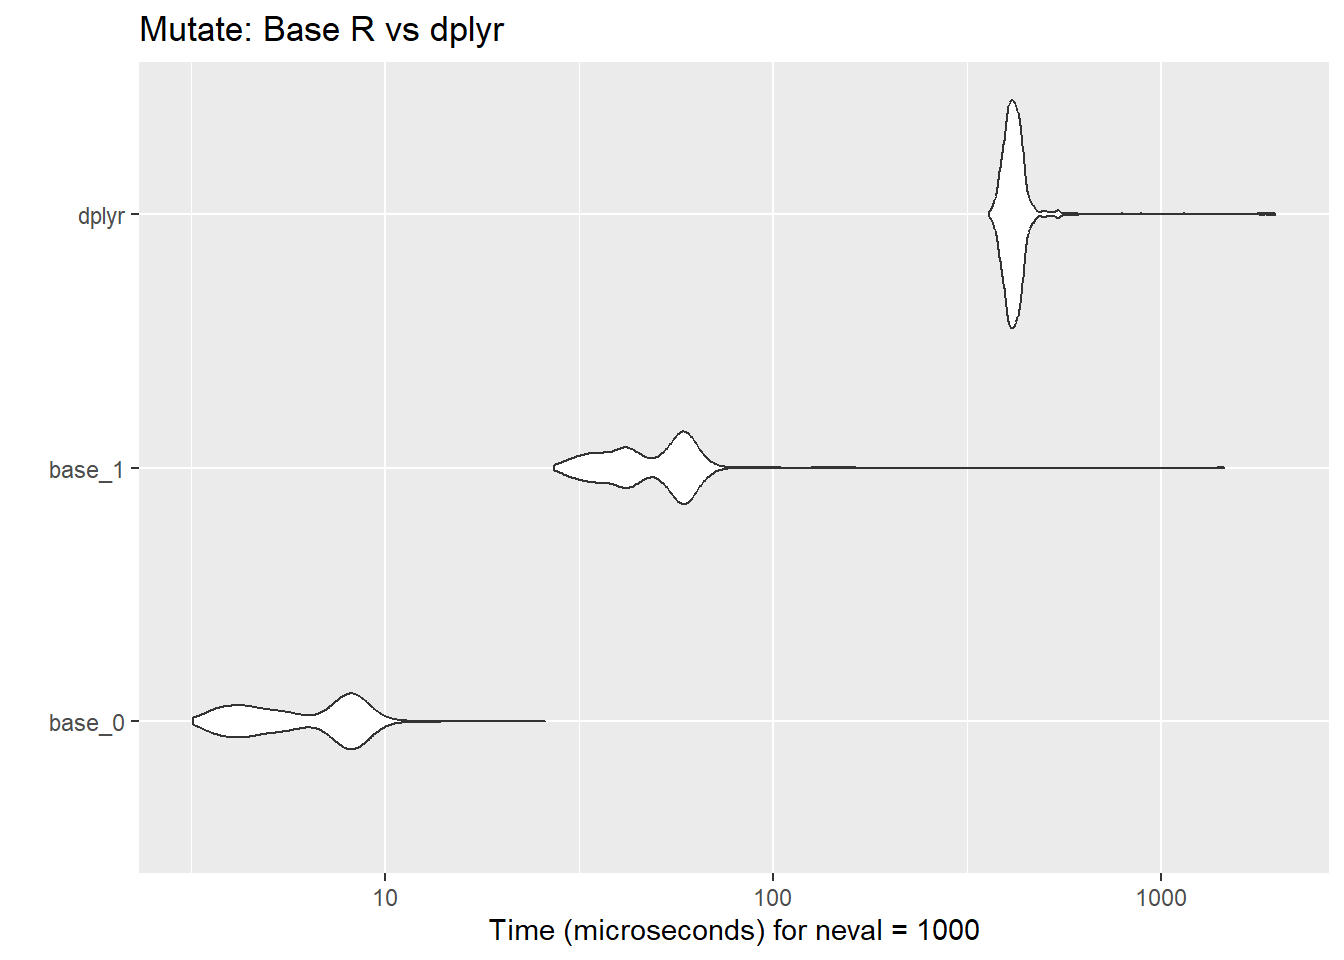 Mutate: Base R vs dplyr
dplyr
base_1
base_0
10
100
1000
Time (microseconds) for neval = 1000